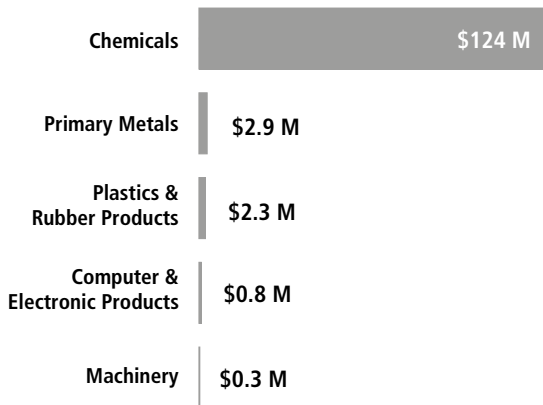 Chemicals
$124 M
Primary Metals
$2.9 M
Plastics &
Rubber Products
$2.3 M
Computer &
Electronic Products
$0.8 M
Machinery
$0.3 M